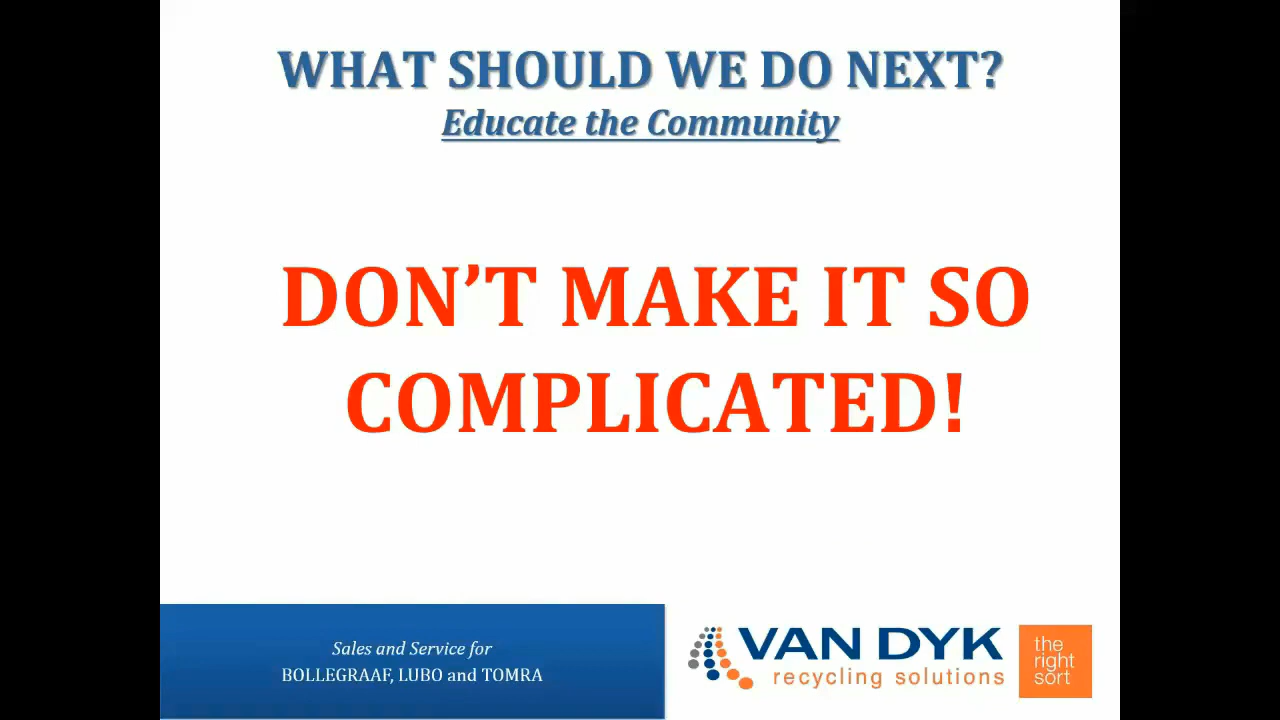 WHAT SHOULD WE DO NEXT?
Educate the Community
DON’T MAKE IT SO
COMPLICATED!
Sales and Service for
BOLLEGRAAF, LUBO and TOMRA
VAN DYK
recycling solutions
the
right
sort